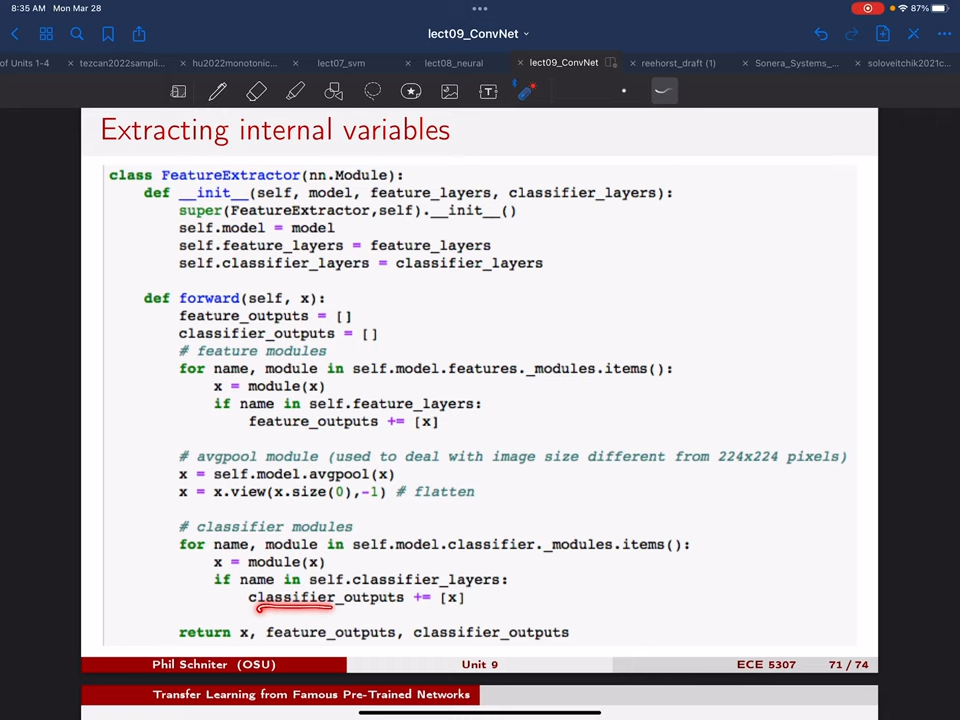 8:35 AM Mon Mar 28
87%
lect09_ConvNet
of Units 1-4
tezcan2022sampli...
hu2022monotonic...
lect07_svm
lect08_neural
lect09_ConvNet
reehorst_draft (1)
Sonera_Systems_...
soloveitchik2021c...
Extracting internal variables
class FeatureExtractor(nn.Module):
def __init__(self, model, feature_layers, classifier_layers):
super(FeatureExtractor,self).__init__()
self.model = model
self.feature_layers = feature_layers
self.classifier_layers = classifier_layers
def forward(self, x):
feature_outputs = []
classifier_outputs = []
# feature modules
for name, module in self.model.features._modules.items():
x = module(x)
if name in self.feature_layers:
feature_outputs += [x]
# avgpool module (used to deal with image size different from 224x224 pixels)
x = self.model.avgpool(x)
x = x.view(x.size(0),-1) # flatten
# classifier modules
for name, module in self.model.classifier._modules.items():
x = module(x)
if name in self.classifier_layers:
classifier_outputs += [x]
return x, feature_outputs, classifier_outputs
Phil Schniter (OSU)
Unit 9
ECE 5307
71 / 74
Transfer Learning from Famous Pre-Trained Networks